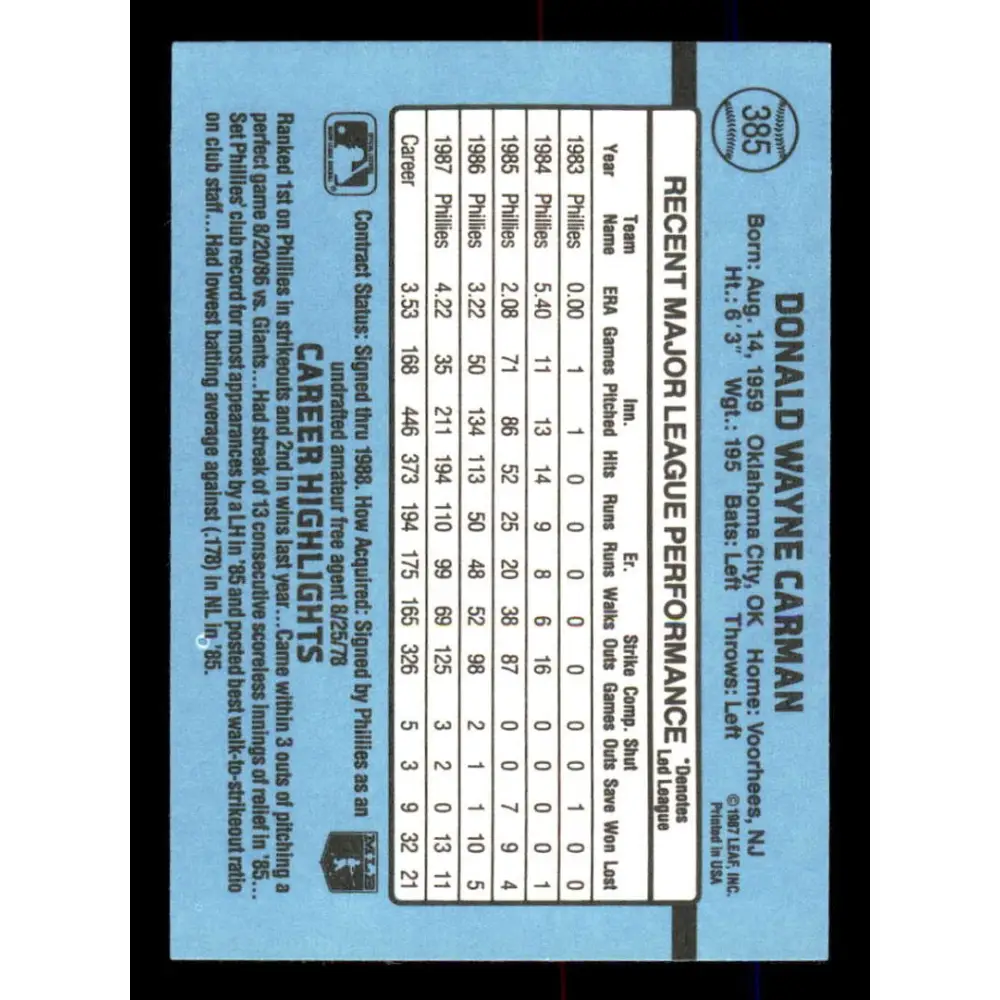 385
DONALD WAYNE CARMAN
Born: Aug. 14, 1959 Oklahoma City, OK Home: Voorhees, NJ
Ht.: 6'3" Wgt.: 195 Bats: Left Throws: Left
©1987 LEAF, INC.
Printed in USA
RECENT MAJOR LEAGUE PERFORMANCE *Denotes Led League
Team Inn. Er. Strike Comp. Shut
Year Name ERA Games Pitched Hits Runs Runs Walks Outs Games Outs Save Won Lost
1983 Phillies 0.00 1 1 0 0 0 0 0 0 0 1 0 0
1984 Phillies 5.40 11 13 14 9 8 6 16 0 0 0 0 1
1985 Phillies 2.08 71 86 52 25 20 38 87 0 0 7 9 4
1986 Phillies 3.22 50 134 113 50 48 52 98 2 1 1 10 5
1987 Phillies 4.22 35 211 194 110 99 69 125 3 2 0 13 11
Career 3.53 168 446 373 194 175 165 326 5 3 9 32 21
Contract Status: Signed thru 1988. How Acquired: Signed by Phillies as an
undrafted amateur free agent 8/25/78
MLB
CAREER HIGHLIGHTS
Ranked 1st on Phillies in strikeouts and 2nd in wins last year...Came within 3 outs of pitching a
perfect game 8/20/86 vs. Giants...Had streak of 13 consecutive scoreless innings of relief in '85...
Set Phillies' club record for most appearances by a LH in '85 and posted best walk-to-strikeout ratio
on club staff...Had lowest batting average against (.178) in NL in '85.